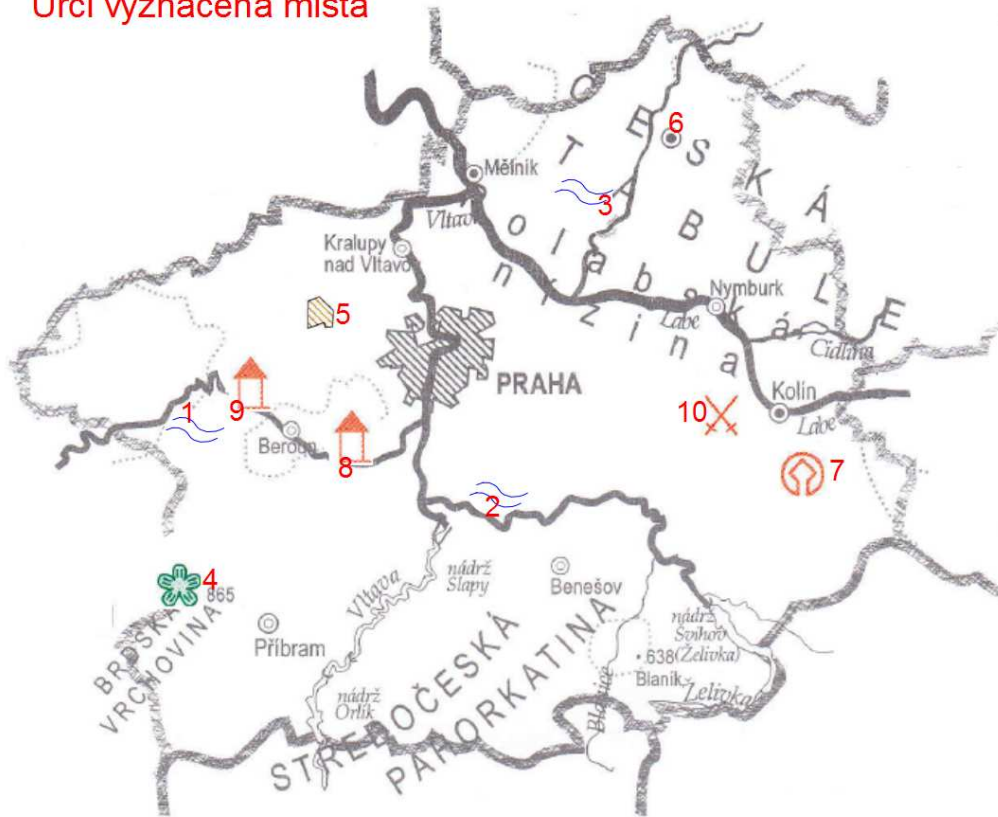 Urči vyznačená místa
ČESKÁ
TABULE
6
Mělník
3
Vltava
Polabská
nížina
Kralupy
nad Vltavo
Nymburk
5
Labe
Cidlina
PRAHA
Kolín
1
9
10
Labe
Beroun
8
7
2
4
865
Vltava
nádrž
Slapy
Benešov
BRDSKÁ
VRCHOVINA
Příbram
nádrž
Švihov
(Želivka)
638
Blaník
Želivka
nádrž
Orlík
Blanice
STŘEDOČESKÁ
PAHORKATINA